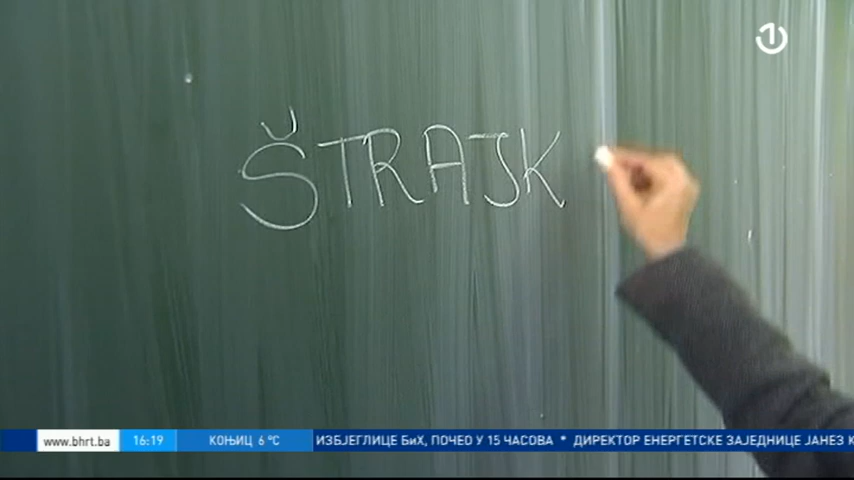 ŠTRAJK
www.bhrt.ba 16:19 КОЊИЦ 6 °C ИЗБЈЕГЛИЦЕ БиХ, ПОЧЕО У 15 ЧАСОВА * ДИРЕКТОР ЕНЕРГЕТСКЕ ЗАЈЕДНИЦЕ ЈАНЕЗ К